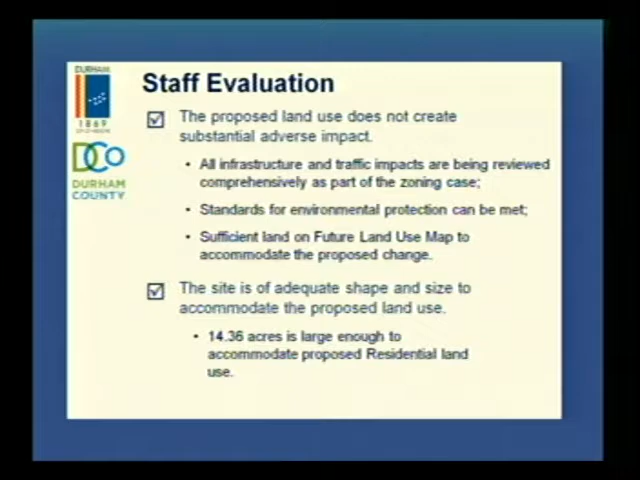 DURHAM
1869
CITY OF MEDICINE
DCO
DURHAM
COUNTY
Staff Evaluation
The proposed land use does not create
substantial adverse impact.
• All infrastructure and traffic impacts are being reviewed
comprehensively as part of the zoning case;
• Standards for environmental protection can be met;
• Sufficient land on Future Land Use Map to
accommodate the proposed change.
The site is of adequate shape and size to
accommodate the proposed land use.
• 14.36 acres is large enough to
accommodate proposed Residential land
use.